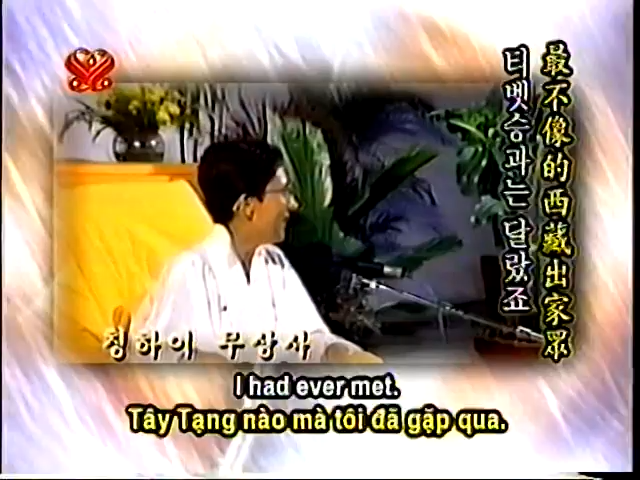 最不像的西藏出家眾
티벳승과는 달랐죠
청하이 무상사
I had ever met.
Tây Tạng nào mà tôi đã gặp qua.